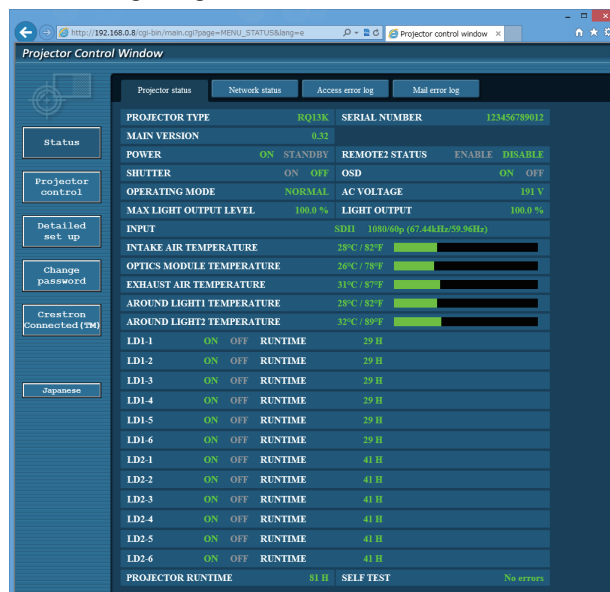 http://192.168.0.8/cgi-bin/main.cgi?page=MENU_STATUS&lang=e
Projector control window
Projector Control Window
Projector status
Network status
Access error log
Mail error log
Status
Projector control
Detailed set up
Change password
Crestron Connected(TM)
Japanese
PROJECTOR TYPE RQ13K SERIAL NUMBER 123456789012
MAIN VERSION 0.32
POWER ON STANDBY REMOTE2 STATUS ENABLE DISABLE
SHUTTER ON OFF OSD ON OFF
OPERATING MODE NORMAL AC VOLTAGE 191 V
MAX LIGHT OUTPUT LEVEL 100.0 % LIGHT OUTPUT 100.0 %
INPUT SDI1 1080/60p (67.44kHz/59.96Hz)
INTAKE AIR TEMPERATURE 28°C / 82°F
OPTICS MODULE TEMPERATURE 26°C / 78°F
EXHAUST AIR TEMPERATURE 31°C / 87°F
AROUND LIGHT1 TEMPERATURE 28°C / 82°F
AROUND LIGHT2 TEMPERATURE 32°C / 89°F
LD1-1 ON OFF RUNTIME 29 H
LD1-2 ON OFF RUNTIME 29 H
LD1-3 ON OFF RUNTIME 29 H
LD1-4 ON OFF RUNTIME 29 H
LD1-5 ON OFF RUNTIME 29 H
LD1-6 ON OFF RUNTIME 29 H
LD2-1 ON OFF RUNTIME 41 H
LD2-2 ON OFF RUNTIME 41 H
LD2-3 ON OFF RUNTIME 41 H
LD2-4 ON OFF RUNTIME 41 H
LD2-5 ON OFF RUNTIME 41 H
LD2-6 ON OFF RUNTIME 41 H
PROJECTOR RUNTIME 81 H SELF TEST No errors